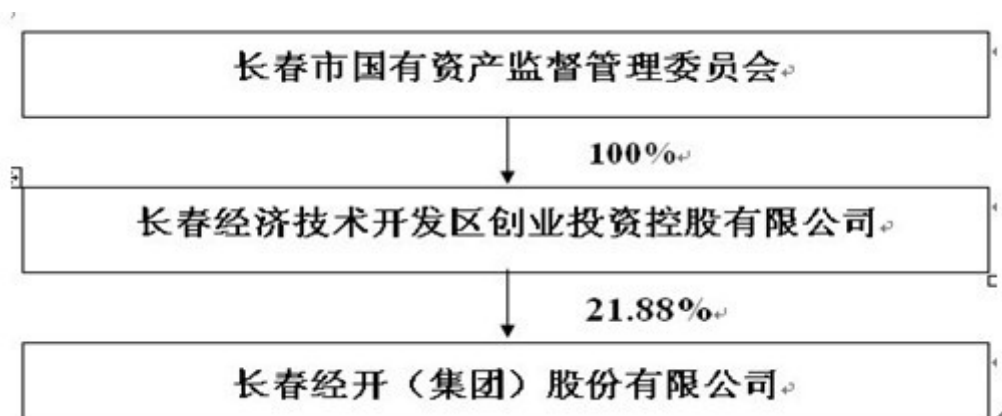 长春市国有资产监督管理委员会
100%
长春经济技术开发区创业投资控股有限公司
21.88%
长春经开（集团）股份有限公司